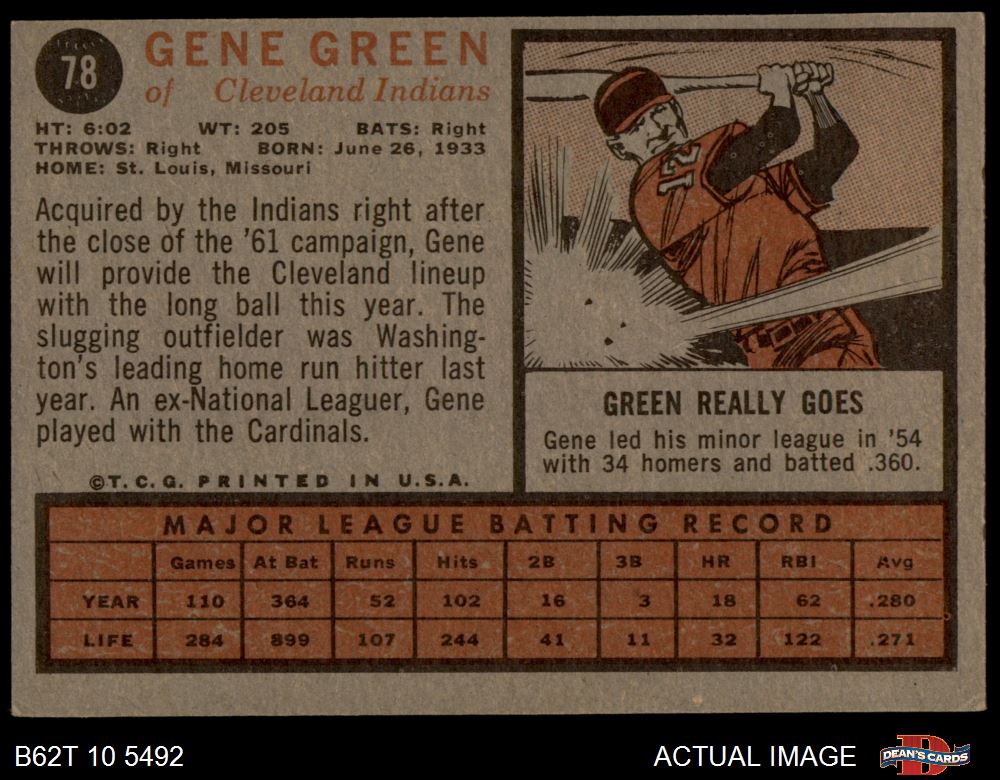 78
GENE GREEN
of Cleveland Indians
HT: 6:02 WT: 205 BATS: Right
THROWS: Right BORN: June 26, 1933
HOME: St. Louis, Missouri
Acquired by the Indians right after
the close of the '61 campaign, Gene
will provide the Cleveland lineup
with the long ball this year. The
slugging outfielder was Washing-
ton's leading home run hitter last
year. An ex-National Leaguer, Gene
played with the Cardinals.
©T. C. G. PRINTED IN U.S.A.
12
GREEN REALLY GOES
Gene led his minor league in '54
with 34 homers and batted .360.
MAJOR LEAGUE BATTING RECORD
Games At Bat Runs Hits 2B 3B HR RBI Avg
YEAR 110 364 52 102 16 3 18 62 .280
LIFE 284 899 107 244 41 11 32 122 .271
B62T 10 5492
ACTUAL IMAGE
DEAN'S CARDS